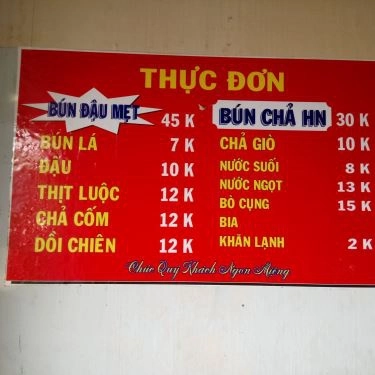 THỰC ĐƠN
BÚN ĐẬU MẸT 45 K
BÚN LÁ 7 K
ĐẬU 10 K
THỊT LUỘC 12 K
CHẢ CỐM 12 K
DỒI CHIÊN 12 K
BÚN CHẢ HN 30 K
CHẢ GIÒ 10 K
NƯỚC SUỐI 8 K
NƯỚC NGỌT 13 K
BÒ CỤNG 15 K
BIA
KHĂN LẠNH 2 K
Chúc Quý Khách Ngon Miệng